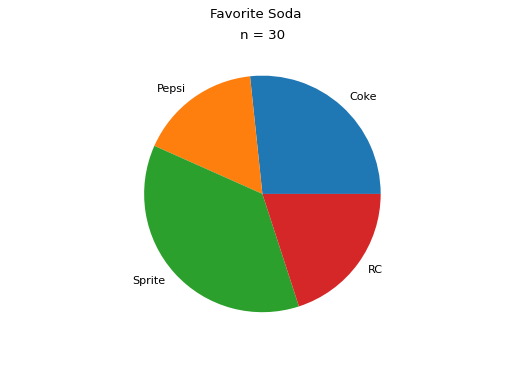 Favorite Soda
n = 30
Pepsi
Coke
Sprite
RC